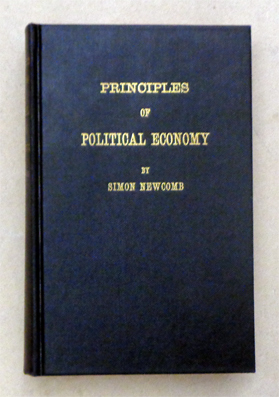 PRINCIPLES
OF
POLITICAL ECONOMY
BY
SIMON NEWCOMB